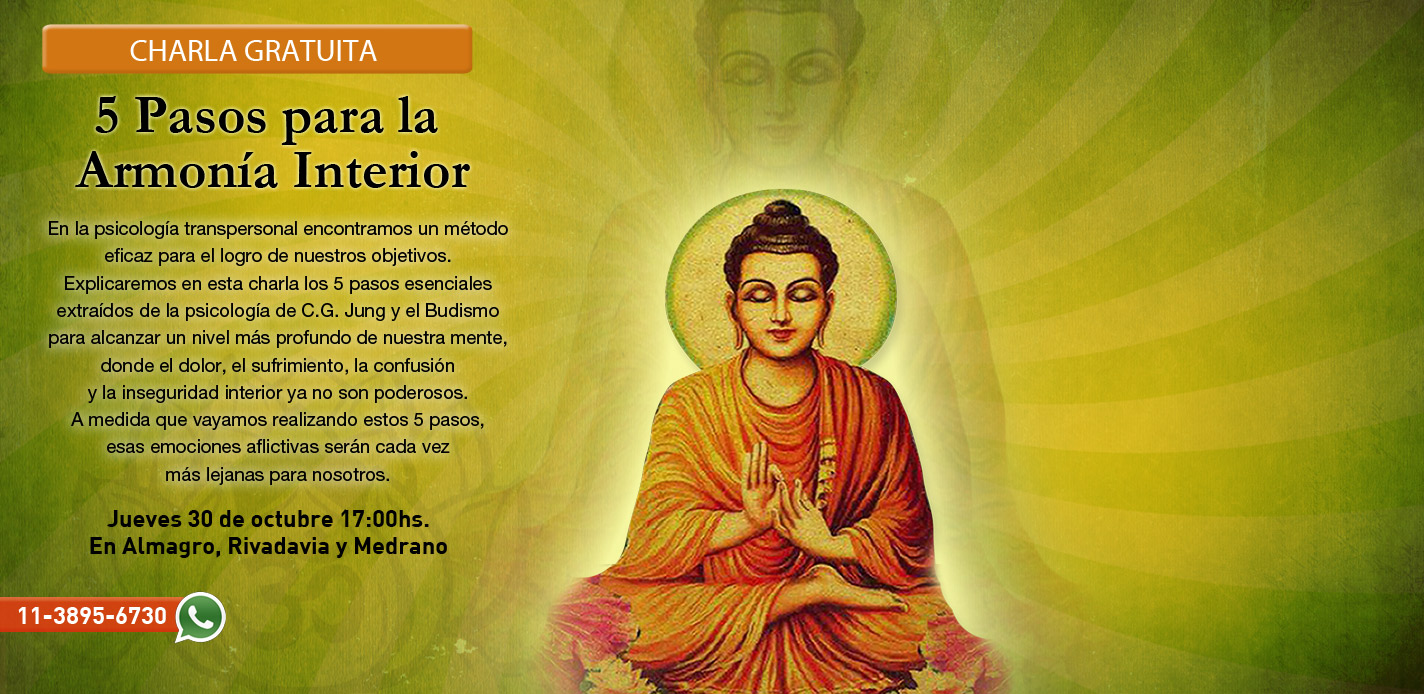 CHARLA GRATUITA
5 Pasos para la
Armonía Interior
En la psicología transpersonal encontramos un método
eficaz para el logro de nuestros objetivos.
Explicaremos en esta charla los 5 pasos esenciales
extraídos de la psicología de C.G. Jung y el Budismo
para alcanzar un nivel más profundo de nuestra mente,
donde el dolor, el sufrimiento, la confusión
y la inseguridad interior ya no son poderosos.
A medida que vayamos realizando estos 5 pasos,
esas emociones aflictivas serán cada vez
más lejanas para nosotros.
Jueves 30 de octubre 17:00hs.
En Almagro, Rivadavia y Medrano
11-3895-6730